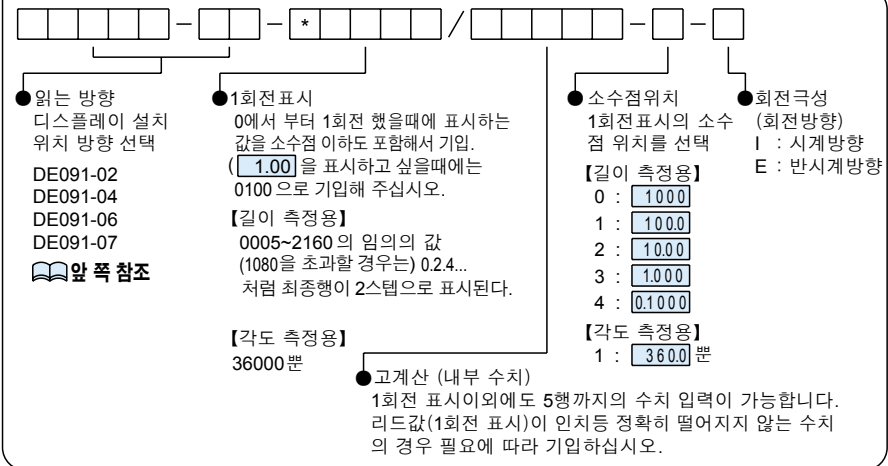 - - * / - -
●읽는 방향
디스플레이 설치
위치 방향 선택
DE091-02
DE091-04
DE091-06
DE091-07
앞 쪽 참조
●1회전표시
0에서 부터 1회전 했을때에 표시하는
값을 소수점 이하도 포함해서 기입.
( 1.00 을 표시하고 싶을때에는
0100 으로 기입해 주십시오.
【길이 측정용】
0005~2160 의 임의의 값
(1080을 초과할 경우는) 0.2.4...
처럼 최종행이 2스텝으로 표시된다.
【각도 측정용】
36000뿐
●고계산 (내부 수치)
1회전 표시이외에도 5행까지의 수치 입력이 가능합니다.
리드값(1회전 표시)이 인치등 정확히 떨어지지 않는 수치
의 경우 필요에 따라 기입하십시오.
●소수점위치
1회전표시의 소수
점 위치를 선택
【길이 측정용】
0 : 1000
1 : 100.0
2 : 10.00
3 : 1.000
4 : 0.1000
【각도 측정용】
1 : 360.0 뿐
●회전극성
(회전방향)
I : 시계방향
E : 반시계방향